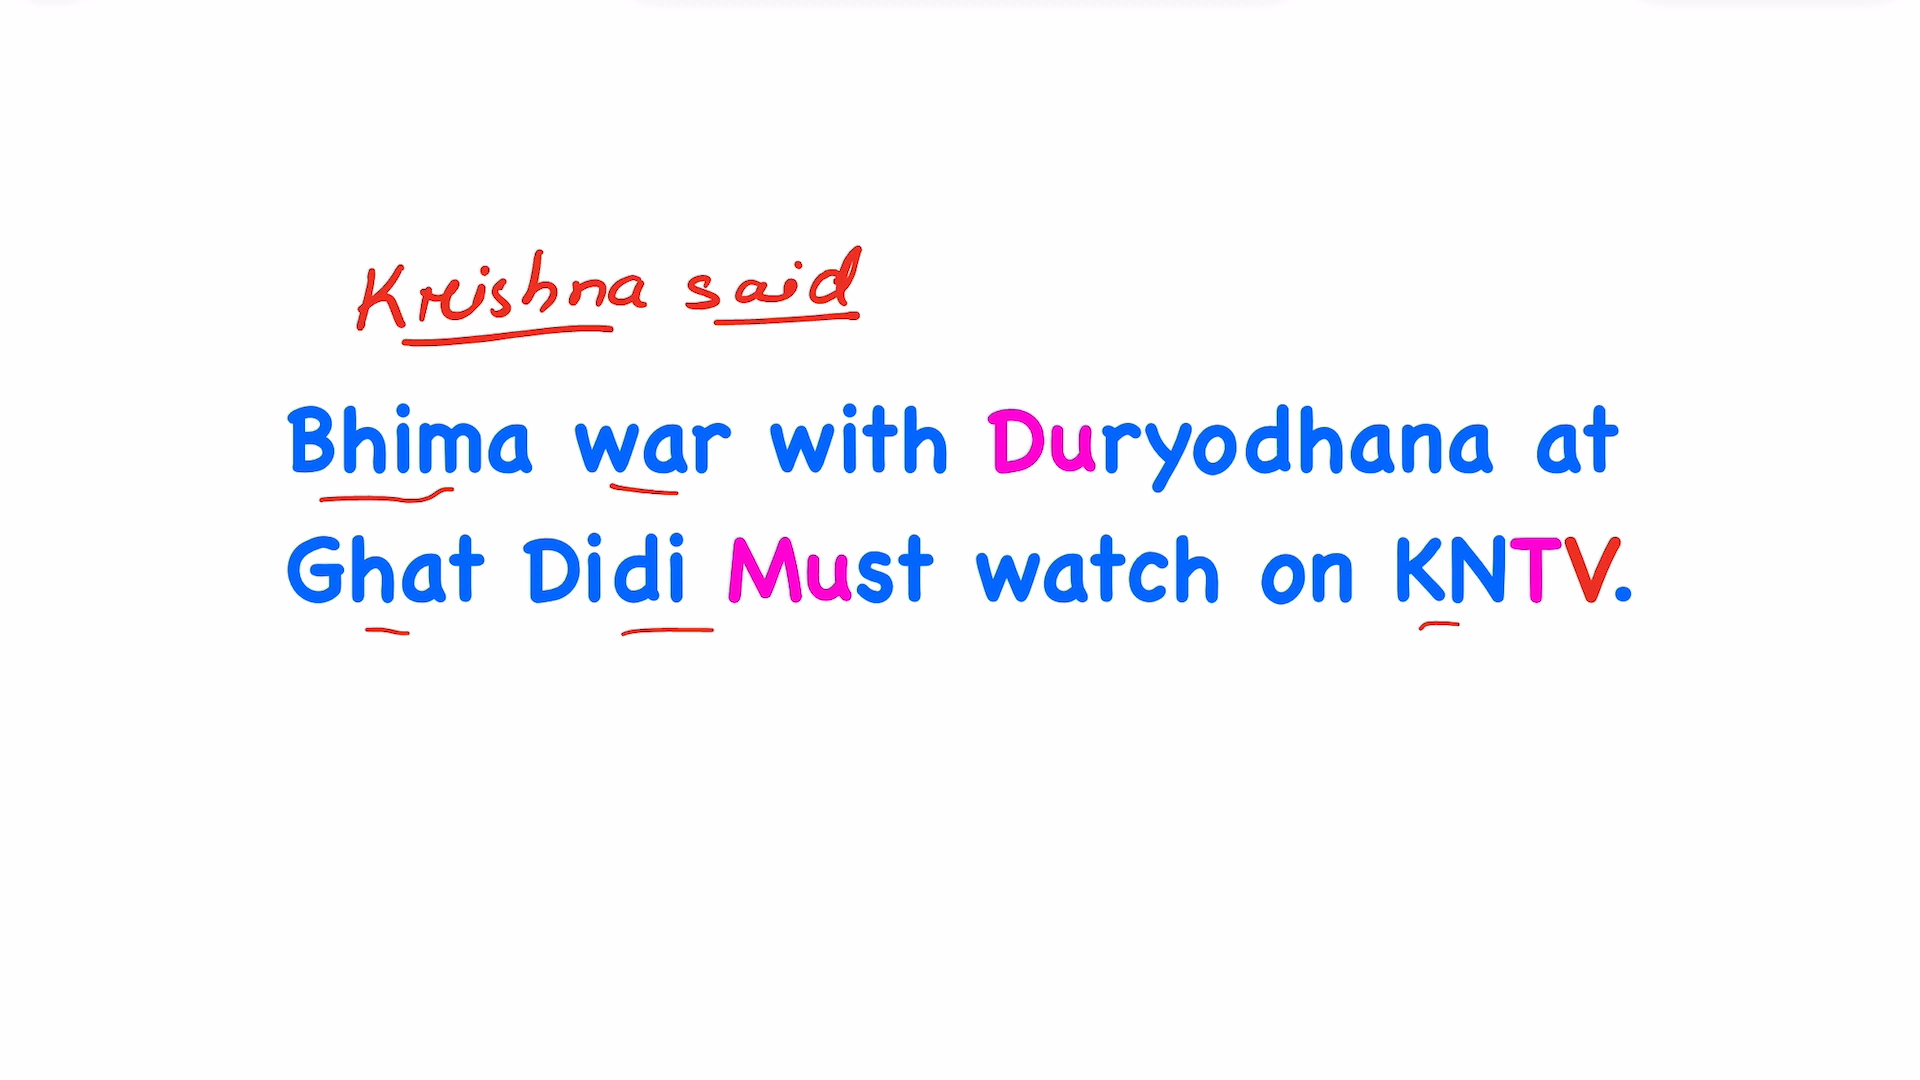 Krishna said
Bhima war with Duryodhana at
Ghat Didi Must watch on KNTV.